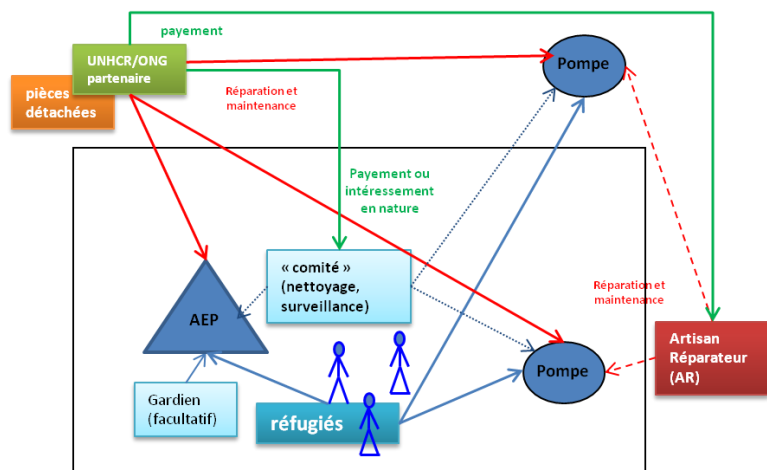 payement
UNHCR/ONG
partenaire
pièces
détachées
Réparation et
maintenance
Pompe
Payement ou
intéressement
en nature
« comité »
(nettoyage,
surveillance)
AEP
Réparation et
maintenance
Artisan
Réparateur
(AR)
Pompe
Gardien
(facultatif)
réfugiés